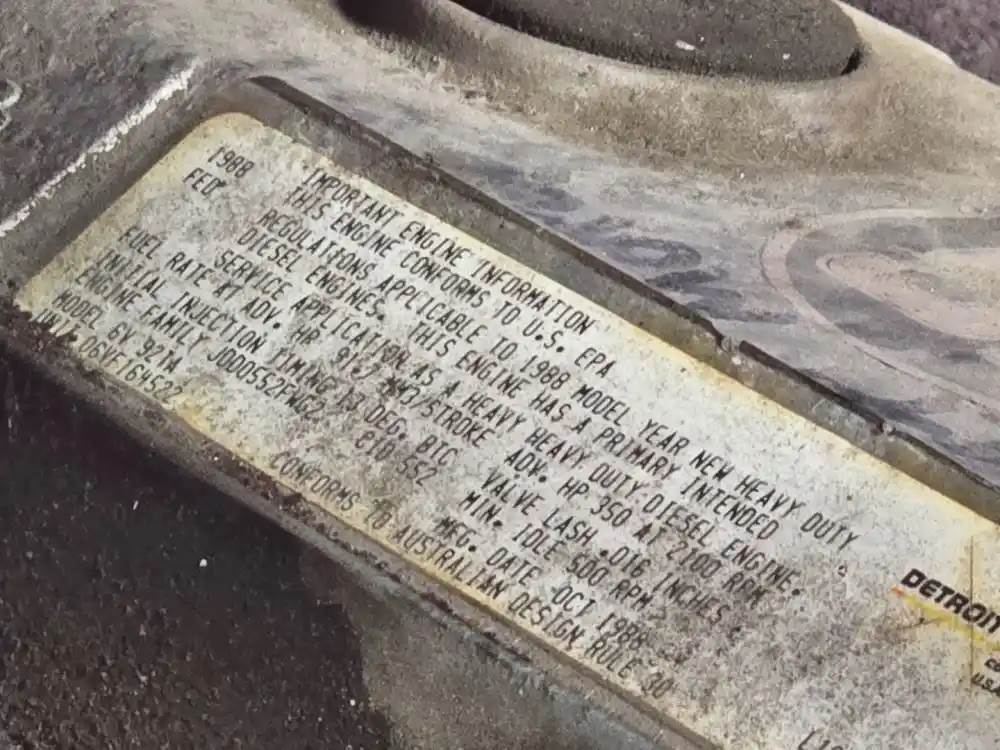 1988 IMPORTANT ENGINE INFORMATION
FED THIS ENGINE CONFORMS TO U.S. EPA
REGULATIONS APPLICABLE TO 1988 MODEL YEAR NEW HEAVY DUTY
DIESEL ENGINES. THIS ENGINE HAS A PRIMARY INTENDED
SERVICE APPLICATION AS A HEAVY HEAVY DUTY DIESEL ENGINE.
FUEL RATE AT ADV. HP 91.7 MM3/STROKE ADV. HP 350 AT 2100 RPM
INITIAL INJECTION TIMING DEG. BTC VALVE LASH .016 INCHES
ENGINE FAMILY MIN. IDLE 500 RPM
MODEL 6V 92TA MFG. DATE OCT 1988
UNIT 06VF164522 CONFORMS TO AUSTRALIAN DESIGN RULE 30
DETROIT
USA